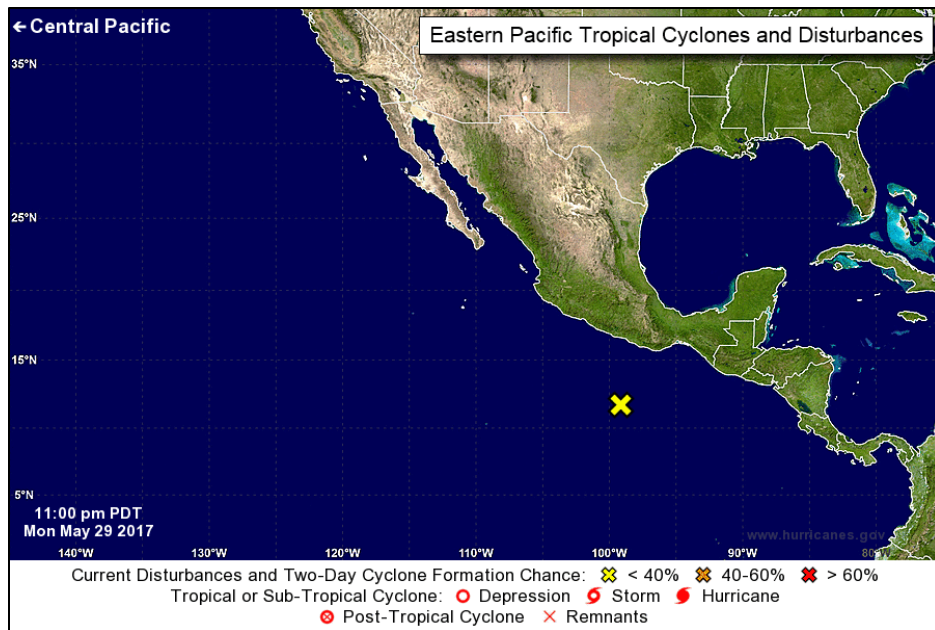 ← Central Pacific
Eastern Pacific Tropical Cyclones and Disturbances
35°N
25°N
15°N
5°N
11:00 pm PDT
Mon May 29 2017
www.hurricanes.gov
140°W 130°W 120°W 110°W 100°W 90°W 80°W
Current Disturbances and Two-Day Cyclone Formation Chance: < 40% 40-60% > 60%
Tropical or Sub-Tropical Cyclone: Depression Storm Hurricane
Post-Tropical Cyclone Remnants